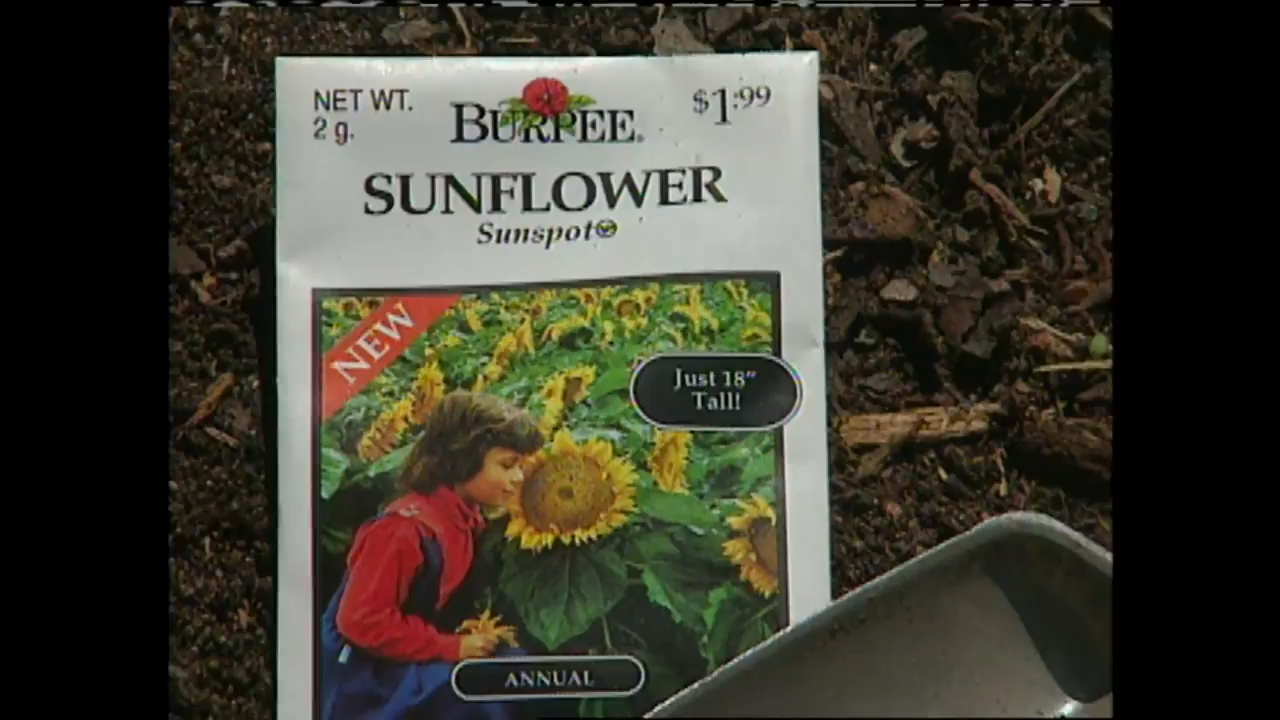 NET WT.
2 g.
BURPEE®
$1.99
SUNFLOWER
Sunspot
NEW
Just 18"
Tall!
ANNUAL